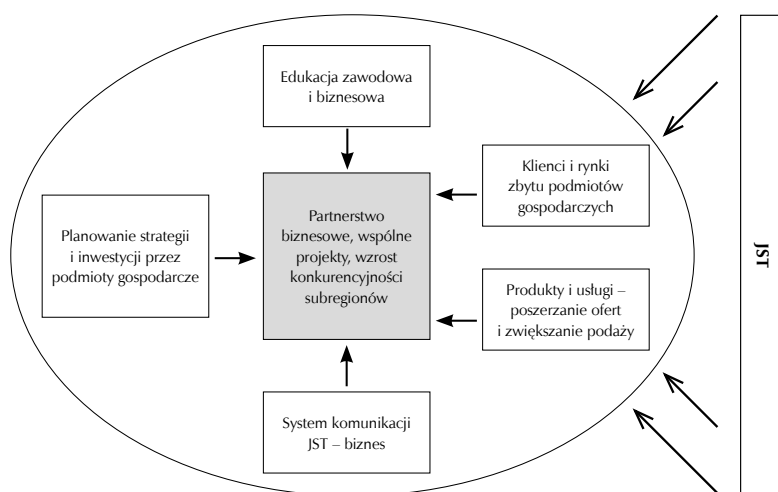 Edukacja zawodowa
i biznesowa
Klienci i rynki
zbytu podmiotów
gospodarczych
Partnerstwo
biznesowe, wspólne
projekty, wzrost
konkurencyjności
subregionów
Planowanie strategii
i inwestycji przez
podmioty gospodarcze
Produkty i usługi –
poszerzanie ofert
i zwiększanie podaży
System komunikacji
JST – biznes
JST